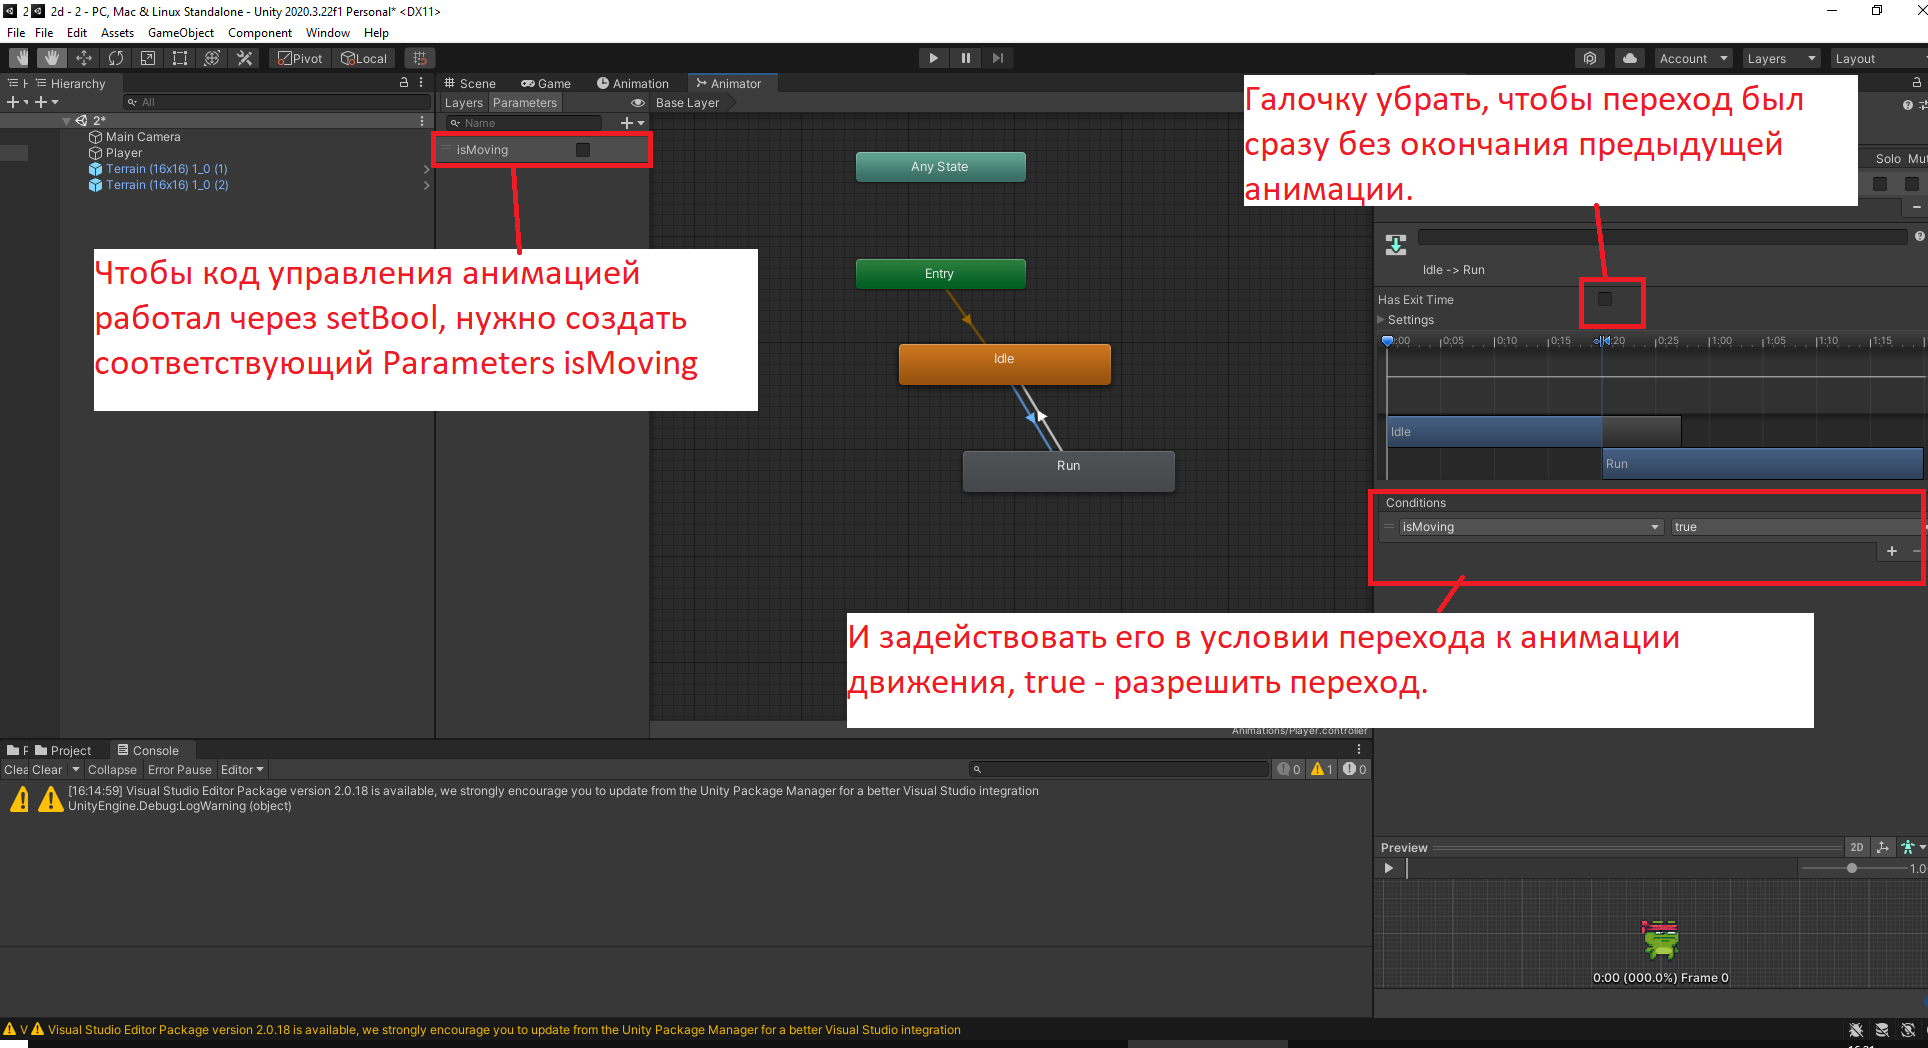 2 2d - 2 - PC, Mac & Linux Standalone - Unity 2020.3.22f1 Personal* <DX11>
File File Edit Assets GameObject Component Window Help
Pivot Local
Account Layers Layout
Hierarchy
All
2*
Main Camera
Player
Terrain (16x16) 1_0 (1)
Terrain (16x16) 1_0 (2)
Scene Game Animation Animator
Layers Parameters Base Layer
Name
isMoving
Any State
Entry
Idle
Run
Animations/Player.controller
Чтобы код управления анимацией
работал через setBool, нужно создать
соответствующий Parameters isMoving
Галочку убрать, чтобы переход был
сразу без окончания предыдущей
анимации.
Solo Mut
Idle -> Run
Has Exit Time
Settings
:00 0:05 0:10 0:15 0:20 0:25 1:00 1:05 1:10 1:15
Idle
Run
Conditions
isMoving true
И задействовать его в условии перехода к анимации
движения, true - разрешить переход.
P Project Console
Clea Clear Collapse Error Pause Editor
0 1 0
[16:14:59] Visual Studio Editor Package version 2.0.18 is available, we strongly encourage you to update from the Unity Package Manager for a better Visual Studio integration
UnityEngine.Debug:LogWarning (object)
Preview 2D
1.0
0:00 (000.0%) Frame 0
V Visual Studio Editor Package version 2.0.18 is available, we strongly encourage you to update from the Unity Package Manager for a better Visual Studio integration